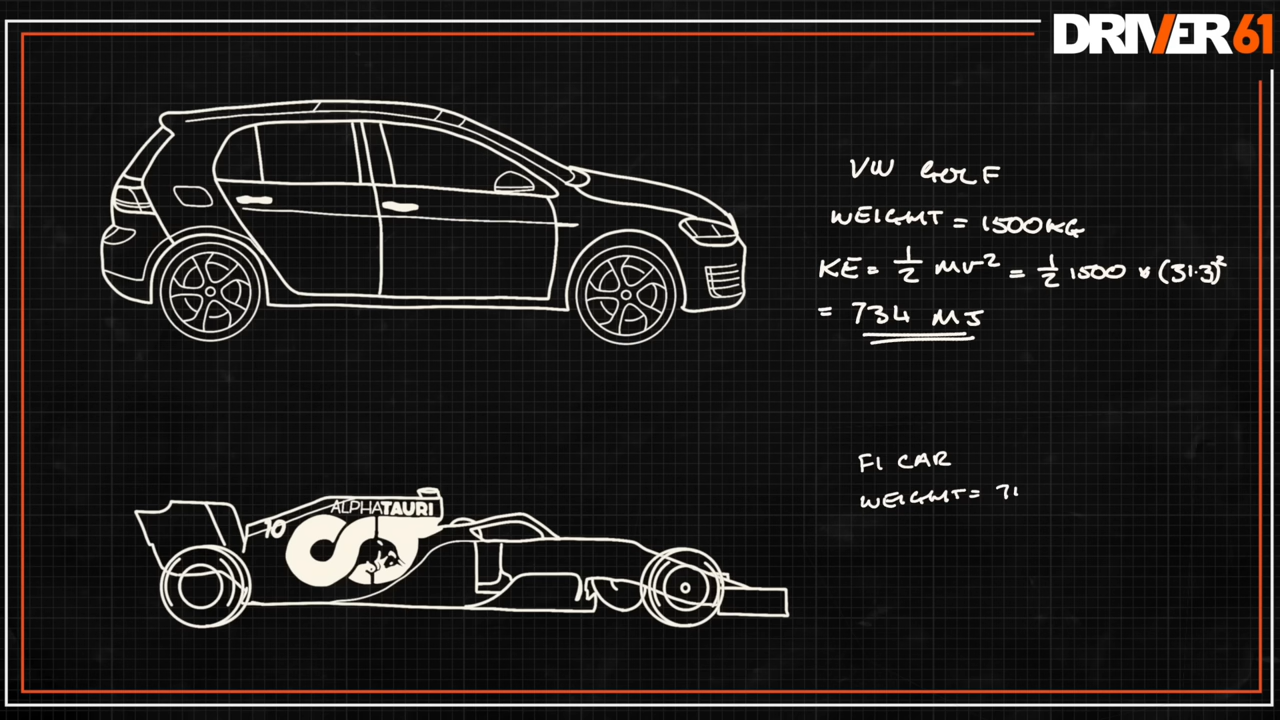 DRIVER61
VW GOLF
WEIGHT = 1500KG
KE = 1/2 MV² = 1/2 1500 × (31.3)²
= 734 MJ
F1 CAR
WEIGHT = 7
ALPHATAURI
10